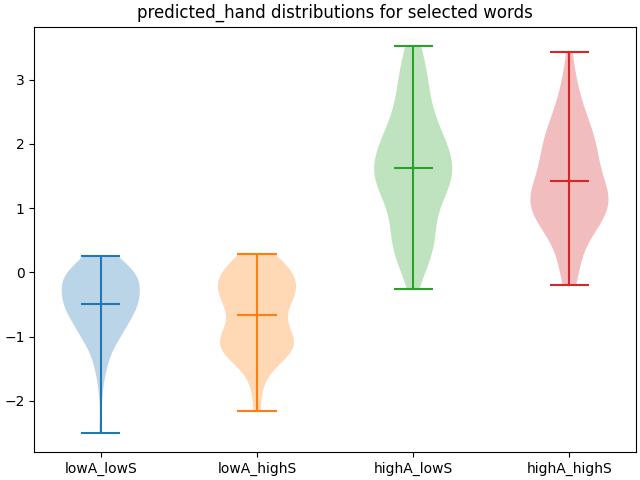 predicted_hand distributions for selected words
3
2
1
0
−1
−2
lowA_lowS
lowA_highS
highA_lowS
highA_highS